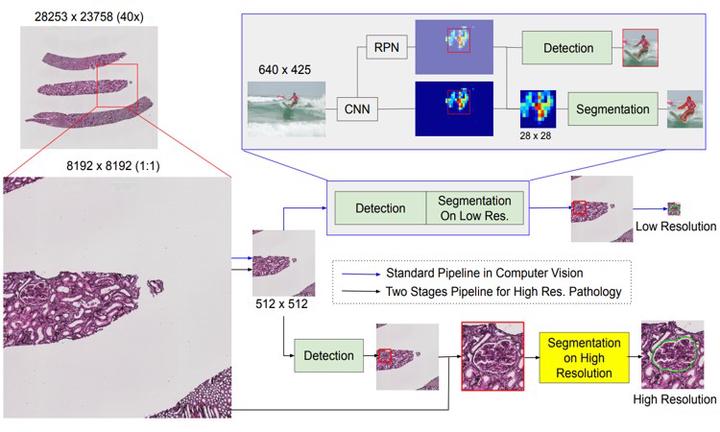 28253 x 23758 (40x)
8192 x 8192 (1:1)
640 x 425
RPN
CNN
Detection
28 x 28
Segmentation
Detection
Segmentation
On Low Res.
Low Resolution
512 x 512
Standard Pipeline in Computer Vision
Two Stages Pipeline for High Res. Pathology
Detection
Segmentation
on High
Resolution
High Resolution